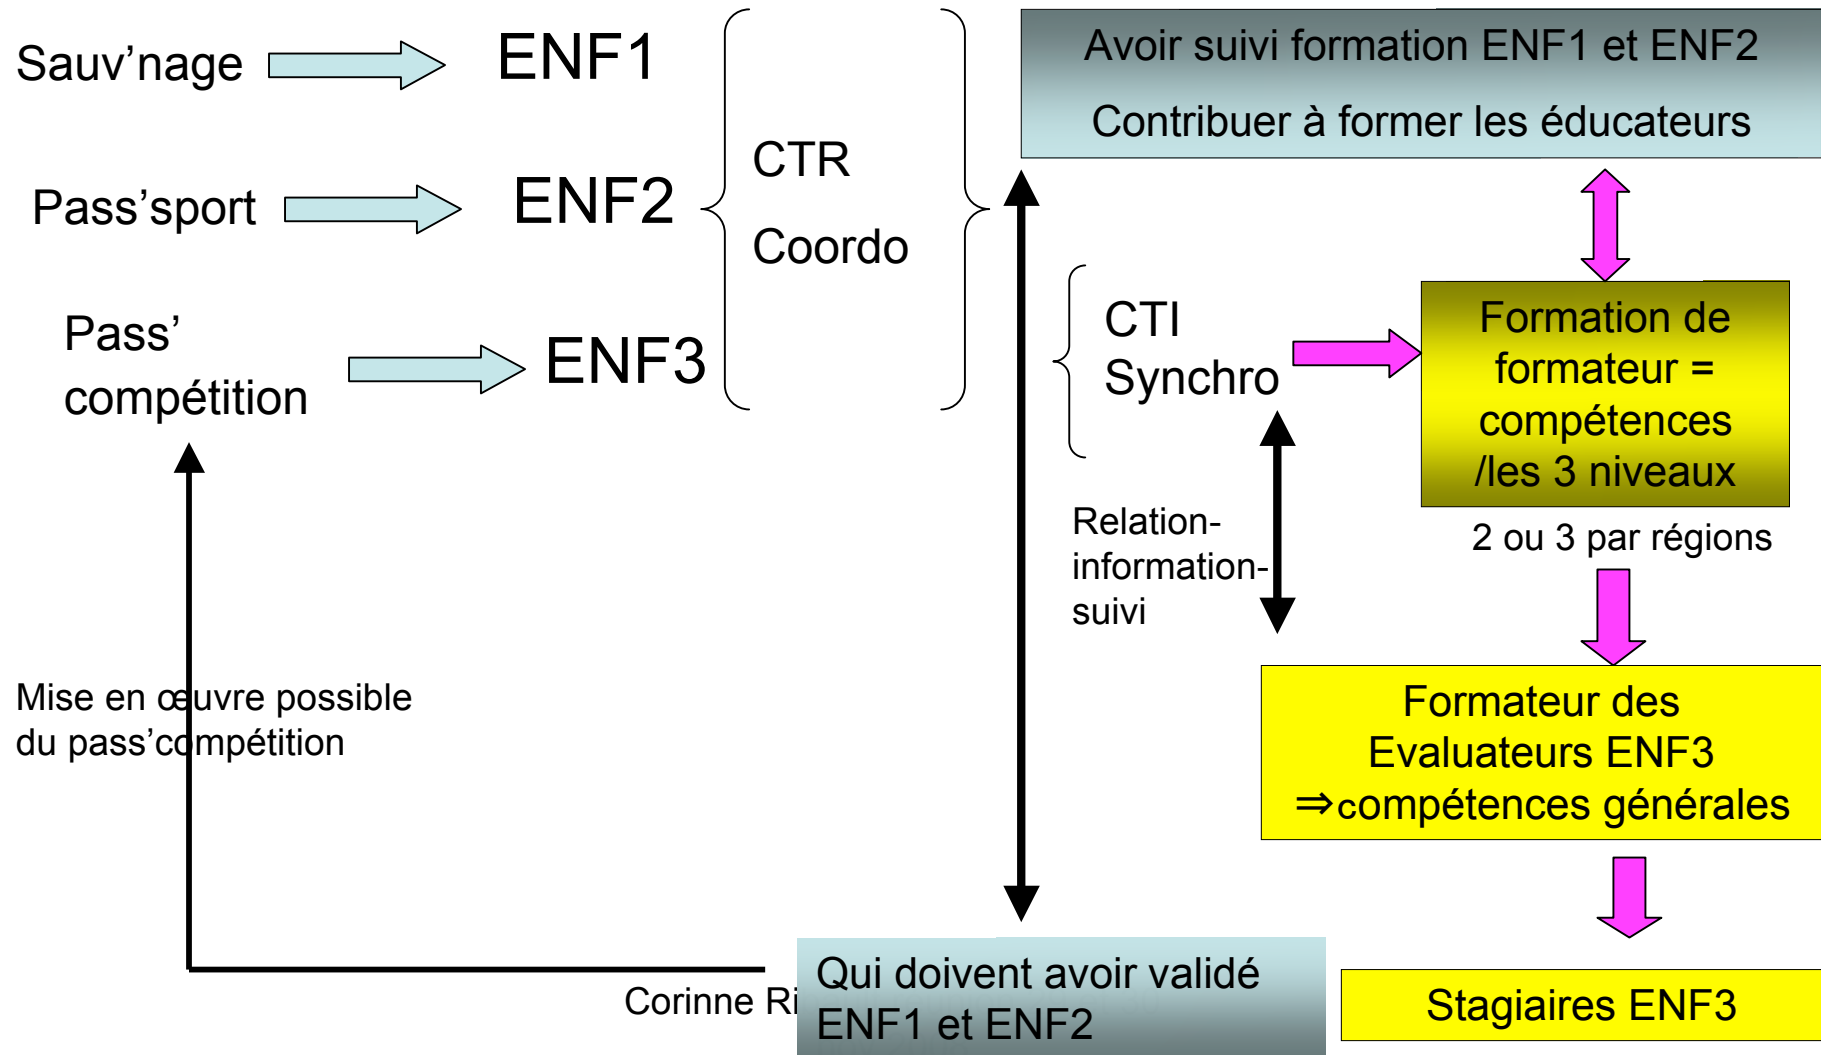 Sauv’nage
ENF1
Pass’sport
ENF2
Pass’
compétition
ENF3
CTR
Coordo
Avoir suivi formation ENF1 et ENF2
Contribuer à former les éducateurs
CTI
Synchro
Formation de
formateur =
compétences
/les 3 niveaux
2 ou 3 par régions
Relation-
information-
suivi
Formateur des
Evaluateurs ENF3
⇒compétences générales
Mise en œuvre possible
du pass’compétition
Corinne
Qui doivent avoir validé
ENF1 et ENF2
Stagiaires ENF3